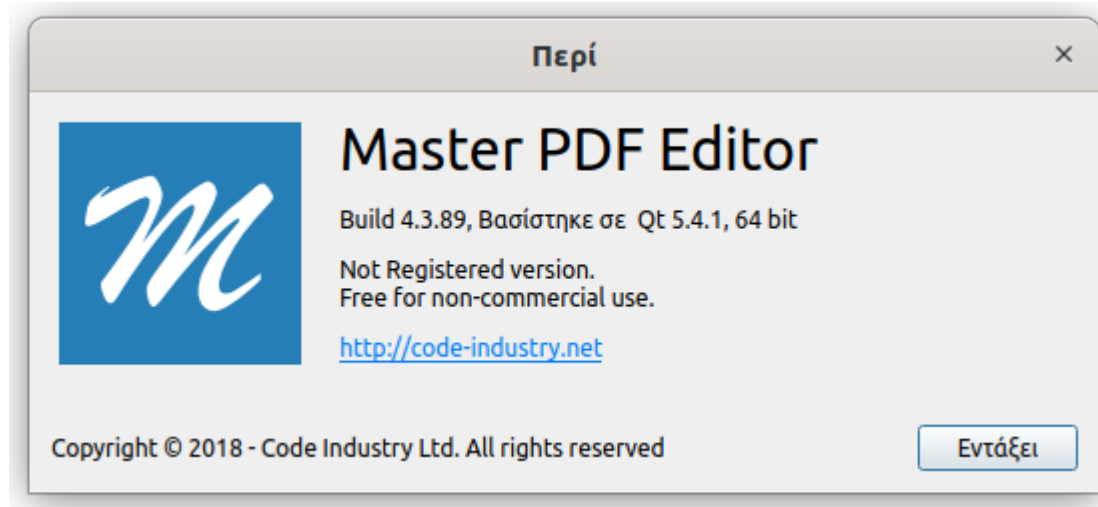 Περί
Master PDF Editor
Build 4.3.89, Βασίστηκε σε Qt 5.4.1, 64 bit
Not Registered version.
Free for non-commercial use.
http://code-industry.net
Copyright © 2018 - Code Industry Ltd. All rights reserved
Εντάξει